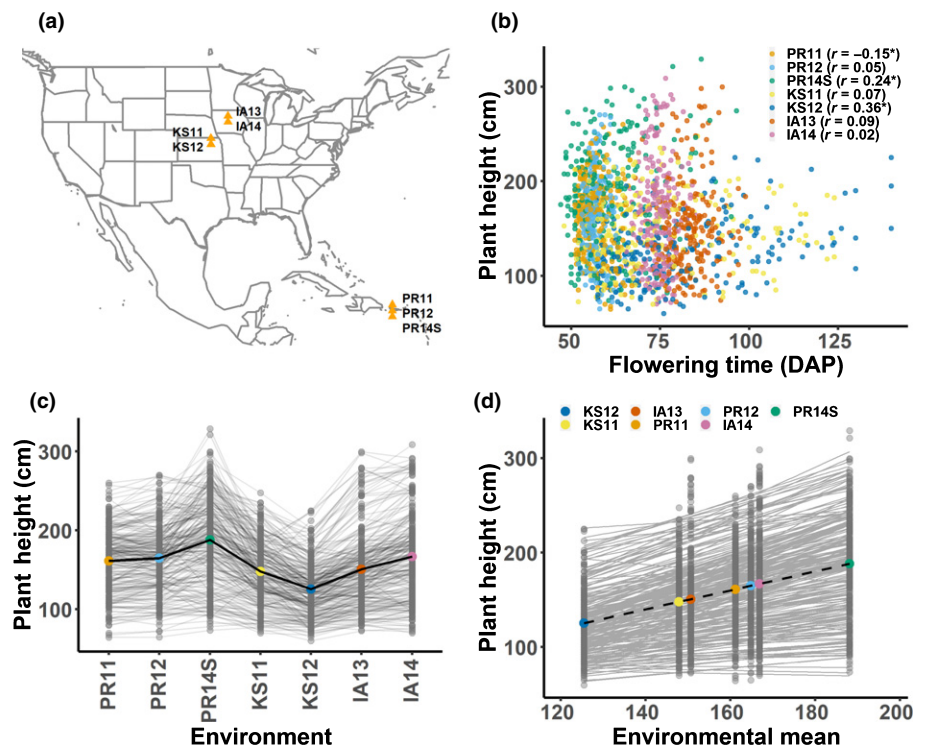 (a)
IA13
IA14
KS11
KS12
PR11
PR12
PR14S
(b)
PR11 (r = −0.15*)
PR12 (r = 0.05)
PR14S (r = 0.24*)
KS11 (r = 0.07)
KS12 (r = 0.36*)
IA13 (r = 0.09)
IA14 (r = 0.02)
Plant height (cm)
300
200
100
50 75 100 125
Flowering time (DAP)
(c)
Plant height (cm)
300
200
100
PR11 PR12 PR14S KS11 KS12 IA13 IA14
Environment
(d)
KS12 IA13 PR12 PR14S
KS11 PR11 IA14
Plant height (cm)
300
200
100
120 140 160 180 200
Environmental mean